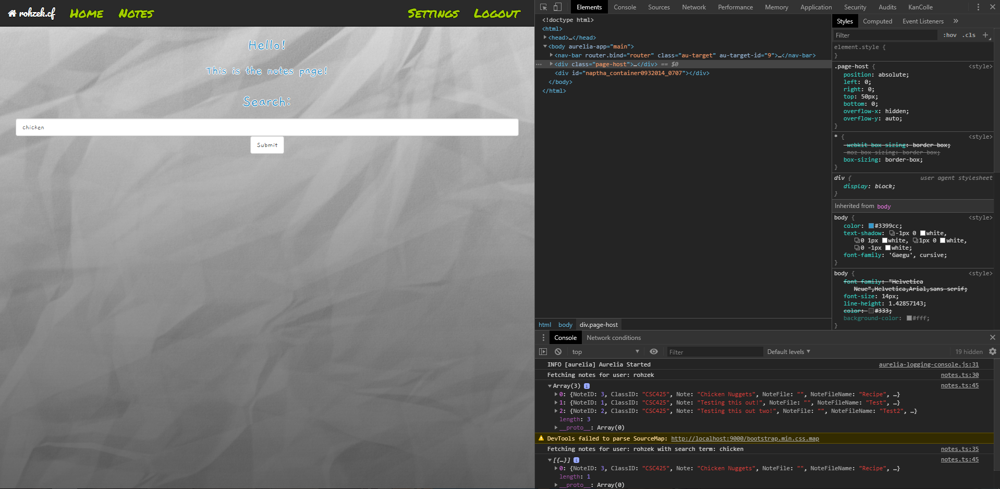 rohzek.cf Home Notes Settings Logout
Hello!
This is the notes page!
Search:
chicken
Submit
Elements Console Sources Network Performance Memory Application Security Audits KanColle
<!doctype html>
<html>
<head>…</head>
<body aurelia-app="main">
<nav-bar router.bind="router" class="au-target" au-target-id="9">…</nav-bar>
… <div class="page-host">…</div> == $0
<div id="naptha_container0932014_0707"></div>
</body>
</html>
html body div.page-host
Styles Computed Event Listeners »
Filter :hov .cls +
element.style {
}
.page-host { <style>
position: absolute;
left: 0;
right: 0;
top: 50px;
bottom: 0;
overflow-x: hidden;
overflow-y: auto;
}
* { <style>
-webkit-box-sizing: border-box;
-moz-box-sizing: border-box;
box-sizing: border-box;
}
div { user agent stylesheet
display: block;
}
Inherited from body
body { <style>
color: #3399cc;
text-shadow: -1px 0 white,
0 1px white, 1px 0 white,
0 -1px white;
font-family: 'Gaegu', cursive;
}
body { <style>
font-family: "Helvetica
Neue",Helvetica,Arial,sans-serif;
font-size: 14px;
line-height: 1.42857143;
color: #333;
background-color: #fff;
}
Console Network conditions
top Filter Default levels 19 hidden
INFO [aurelia] Aurelia Started aurelia-logging-console.js:31
Fetching notes for user: rohzek notes.ts:30
Array(3) i notes.ts:45
0: {NoteID: 3, ClassID: "CSC425", Note: "Chicken Nuggets", NoteFile: "", NoteFileName: "Recipe", …}
1: {NoteID: 1, ClassID: "CSC425", Note: "Testing this out!", NoteFile: "", NoteFileName: "Test", …}
2: {NoteID: 2, ClassID: "CSC425", Note: "Testing this out two!", NoteFile: "", NoteFileName: "Test2", …}
length: 3
__proto__: Array(0)
DevTools failed to parse SourceMap: http://localhost:9000/bootstrap.min.css.map
Fetching notes for user: rohzek with search term: chicken notes.ts:35
[{…}] i notes.ts:45
0: {NoteID: 3, ClassID: "CSC425", Note: "Chicken Nuggets", NoteFile: "", NoteFileName: "Recipe", …}
length: 1
__proto__: Array(0)